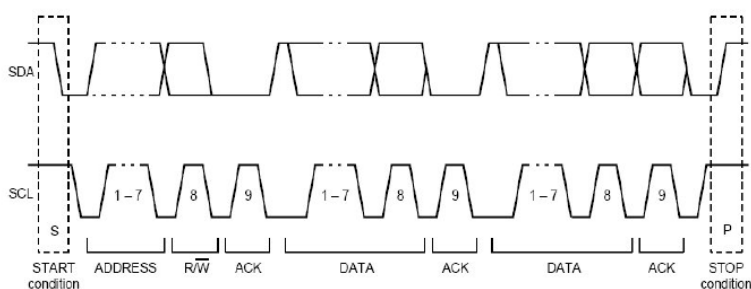 SDA
SCL
1 – 7 8 9 1 – 7 8 9 1 – 7 8 9
S P
START condition ADDRESS R/W̅ ACK DATA ACK DATA ACK STOP condition